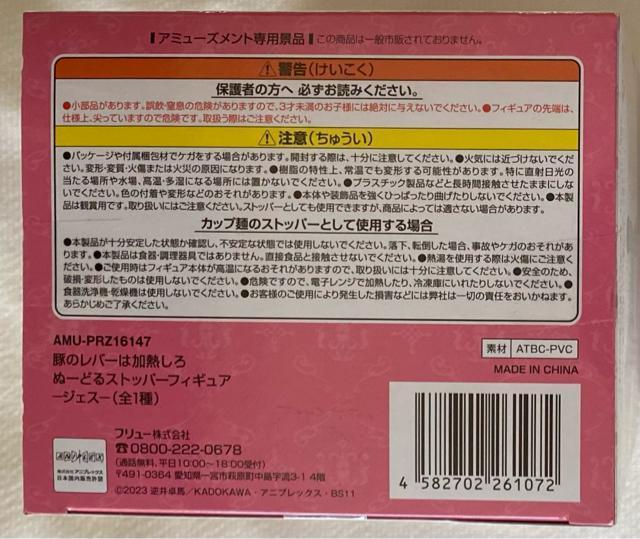 アミューズメント専用景品 この商品は一般市販されておりません。
⚠警告(けいこく)
保護者の方へ 必ずお読みください。
●小部品があります。誤飲・窒息の危険がありますので、3才未満のお子様には絶対に与えないでください。●フィギュアの先端は、
仕様上、尖っていますので危険です。取扱う際はご注意ください。
⚠注意(ちゅうい)
●パッケージや付属梱包材でケガをする場合があります。開封する際は、十分に注意してください。●火気には近づけないでく
ださい。変形・変質・火傷または火災の原因になります。●樹脂の特性上、常温でも変形する可能性があります。特に直射日光の
当たる場所や水場、高温・多湿になる場所には置かないでください。●プラスチック製品などと長時間接触させたままにしな
いでください。色の付着や変形などのおそれがあります。●本体や装飾品を強くひっぱったり曲げたりしないでください。●本製
品は観賞用です。取り扱いにはご注意ください。ストッパーとしても使用できますが、商品によっては適さない場合があります。
カップ麺のストッパーとして使用する場合
●本製品が十分安定した状態か確認し、不安定な状態では使用しないでください。落下、転倒した場合、事故やケガのおそれがあり
ます。●本製品は食器・調理器具ではありません。直接食品と接触させないでください。●熱湯を使用する際は火傷にご注意く
ださい。●ご使用時はフィギュア本体が高温になるおそれがありますので、取り扱いには十分に注意してください。●安全のため、
破損・変形したものは使用しないでください。●危険ですので、電子レンジで加熱したり、冷凍庫にいれたりしないでください。●
食器洗浄機・乾燥機は使用しないでください。●お客様のご使用により発生した損害などには弊社は一切の責任をおいかねます。
あらかじめご了承ください。
AMU-PRZ16147
豚のレバーは加熱しろ
ぬーどるストッパーフィギュア
ージェスー(全1種)
素材 ATBC-PVC
MADE IN CHINA
フリュー株式会社
☎0800-222-0678
(通話無料、平日10:00～18:00受付)
〒491-0364 愛知県一宮市萩原町中島字流3-1 4階
©2023 逆井卓馬/KADOKAWA・アニプレックス・BS11
株式会社アニプレックス
日本国内販売許諾
4 582702 261072